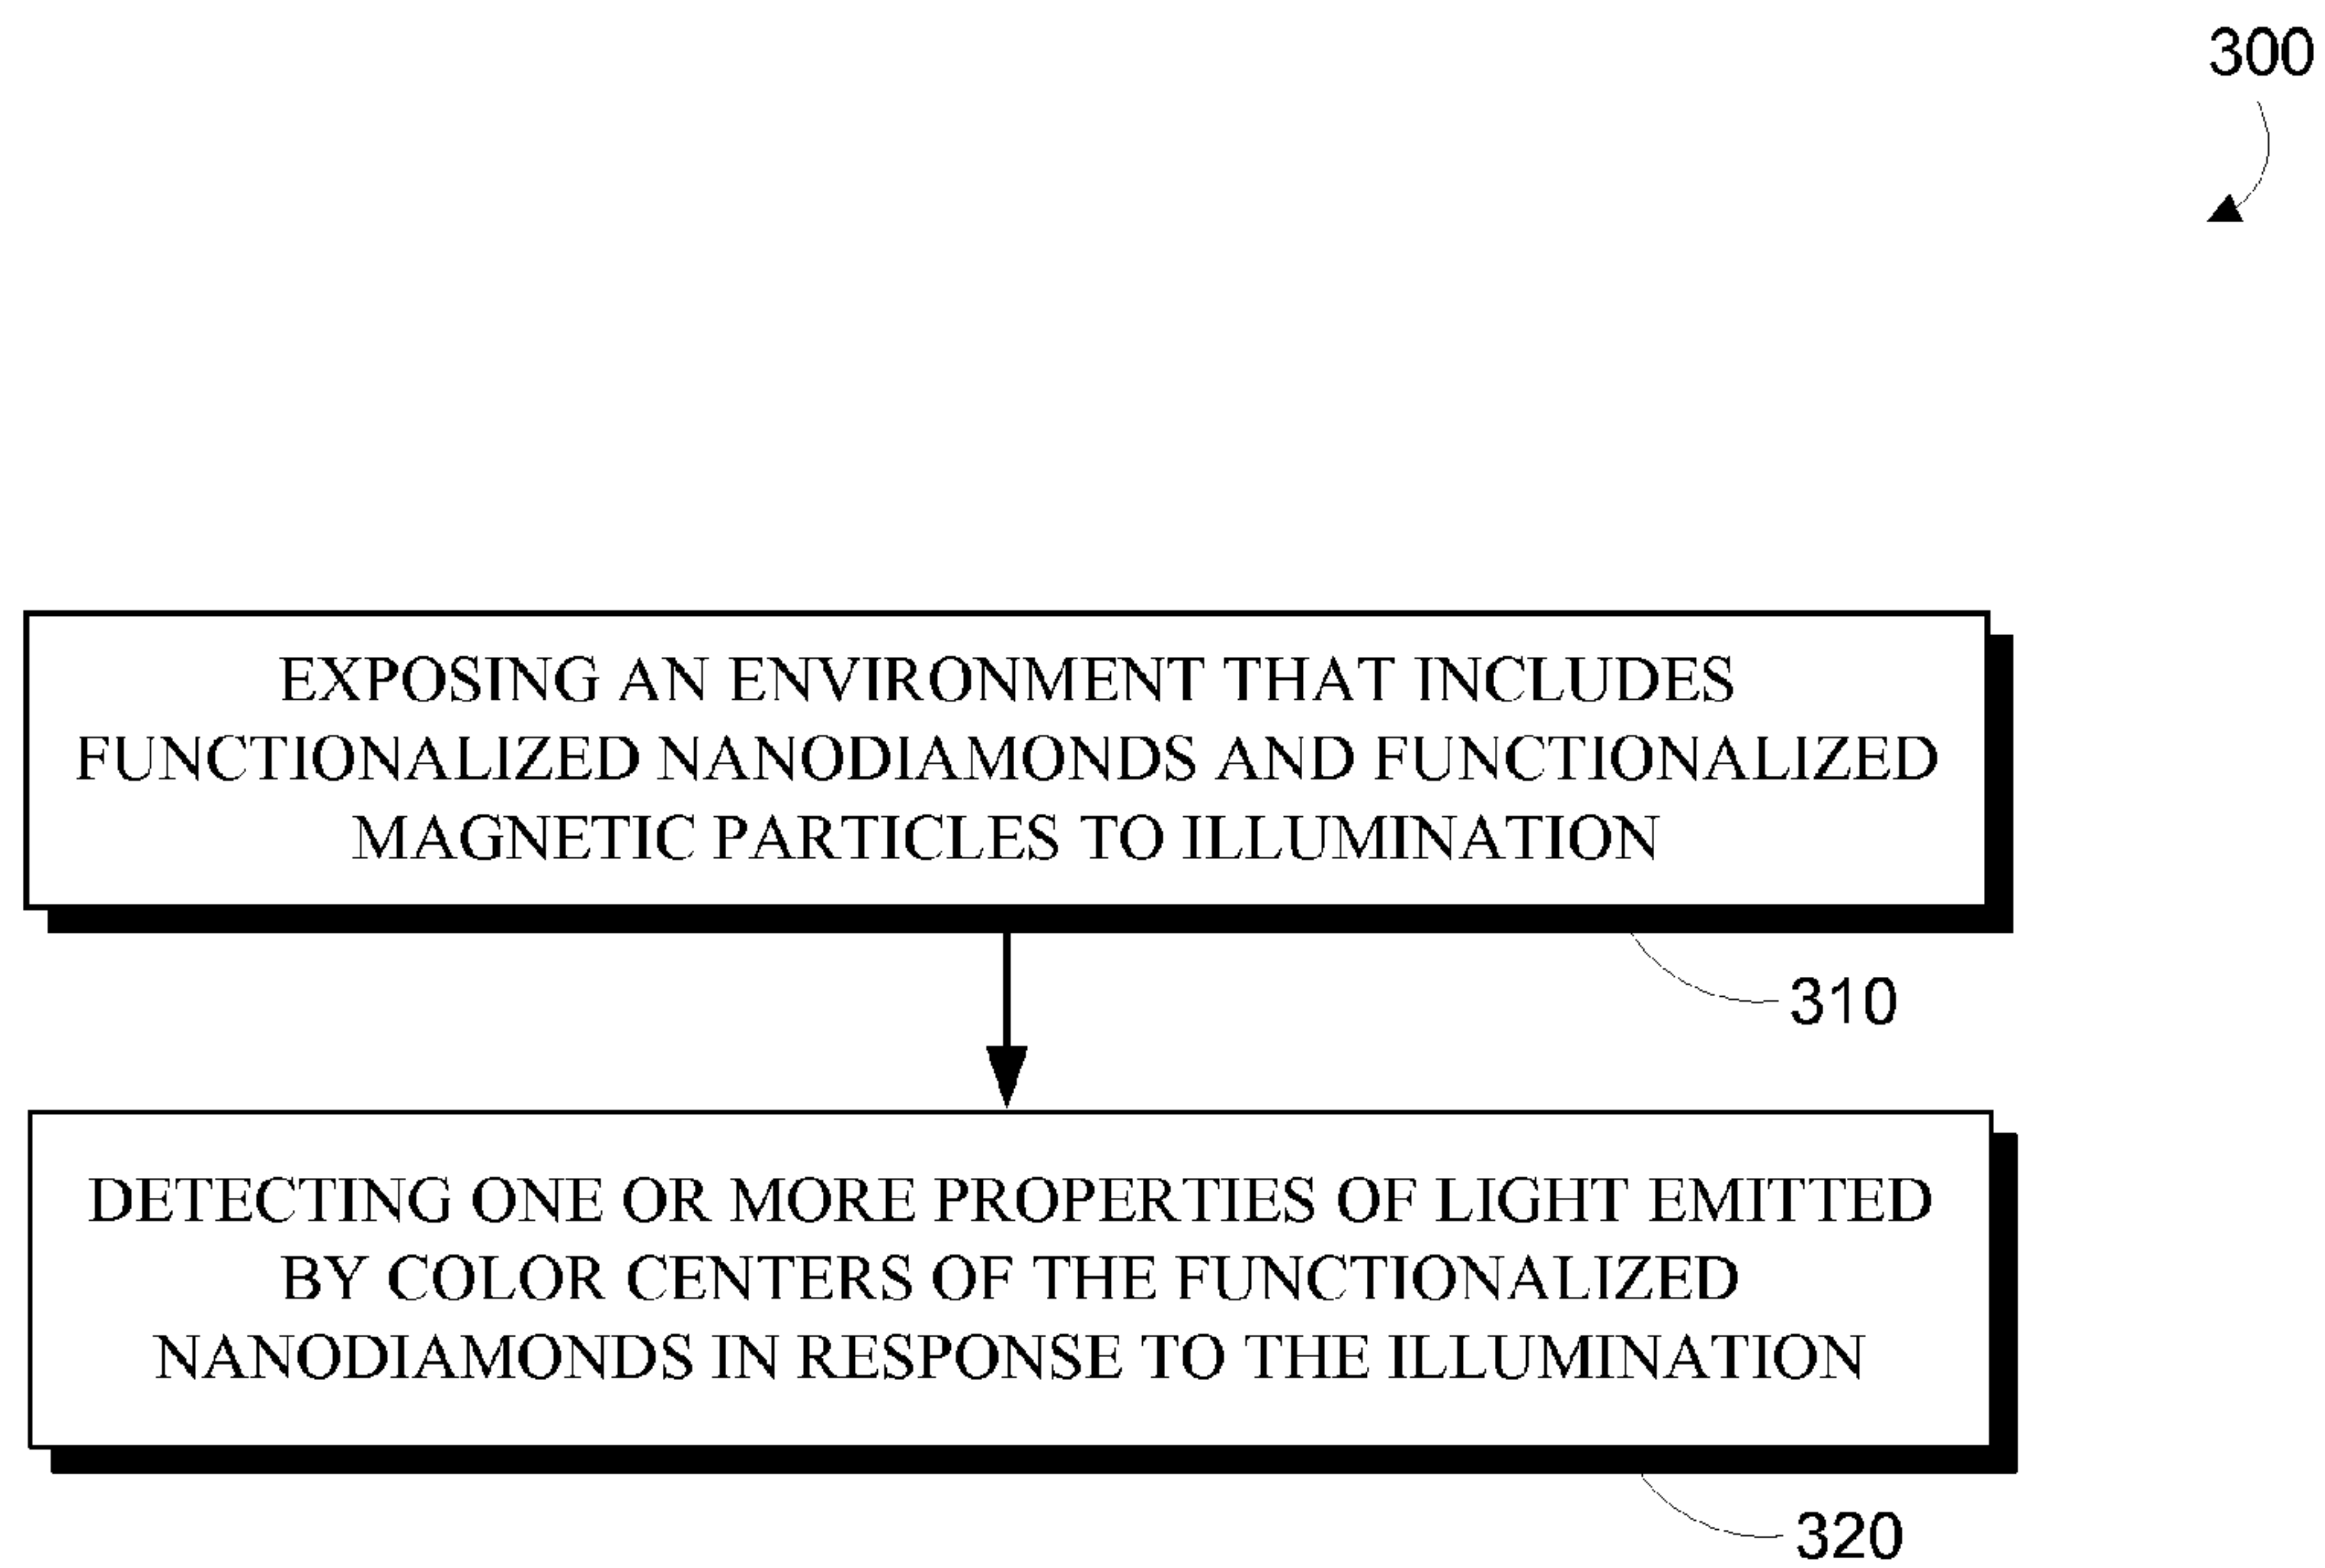 300
EXPOSING AN ENVIRONMENT THAT INCLUDES
FUNCTIONALIZED NANODIAMONDS AND FUNCTIONALIZED
MAGNETIC PARTICLES TO ILLUMINATION
310
DETECTING ONE OR MORE PROPERTIES OF LIGHT EMITTED
BY COLOR CENTERS OF THE FUNCTIONALIZED
NANODIAMONDS IN RESPONSE TO THE ILLUMINATION
320